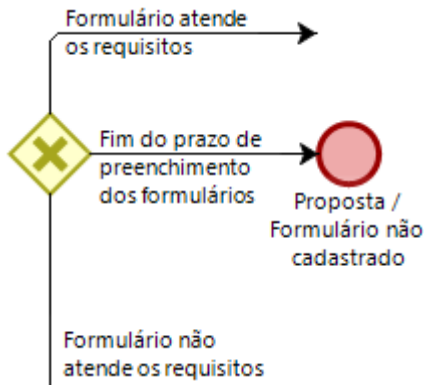 Formulário atende
os requisitos
Fim do prazo de
preenchimento
dos formulários
Proposta /
Formulário não
cadastrado
Formulário não
atende os requisitos